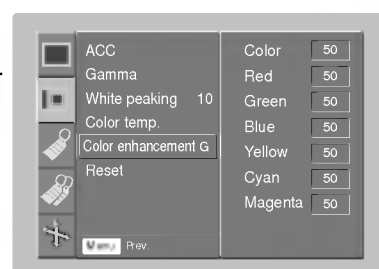 ACC
Gamma
White peaking 10
Color temp.
Color enhancement G
Reset
Menu Prev.
Color 50
Red 50
Green 50
Blue 50
Yellow 50
Cyan 50
Magenta 50